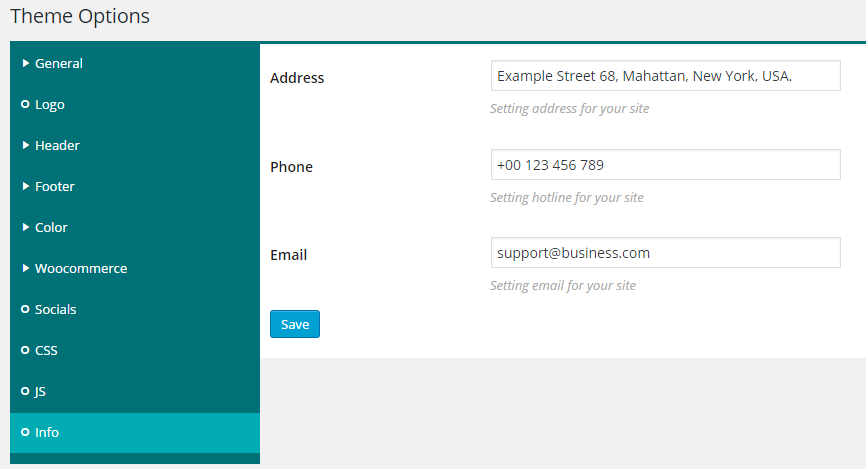 Theme Options
General
Logo
Header
Footer
Color
Woocommerce
Socials
CSS
JS
Info
Address
Example Street 68, Mahattan, New York, USA.
Setting address for your site
Phone
+00 123 456 789
Setting hotline for your site
Email
support@business.com
Setting email for your site
Save